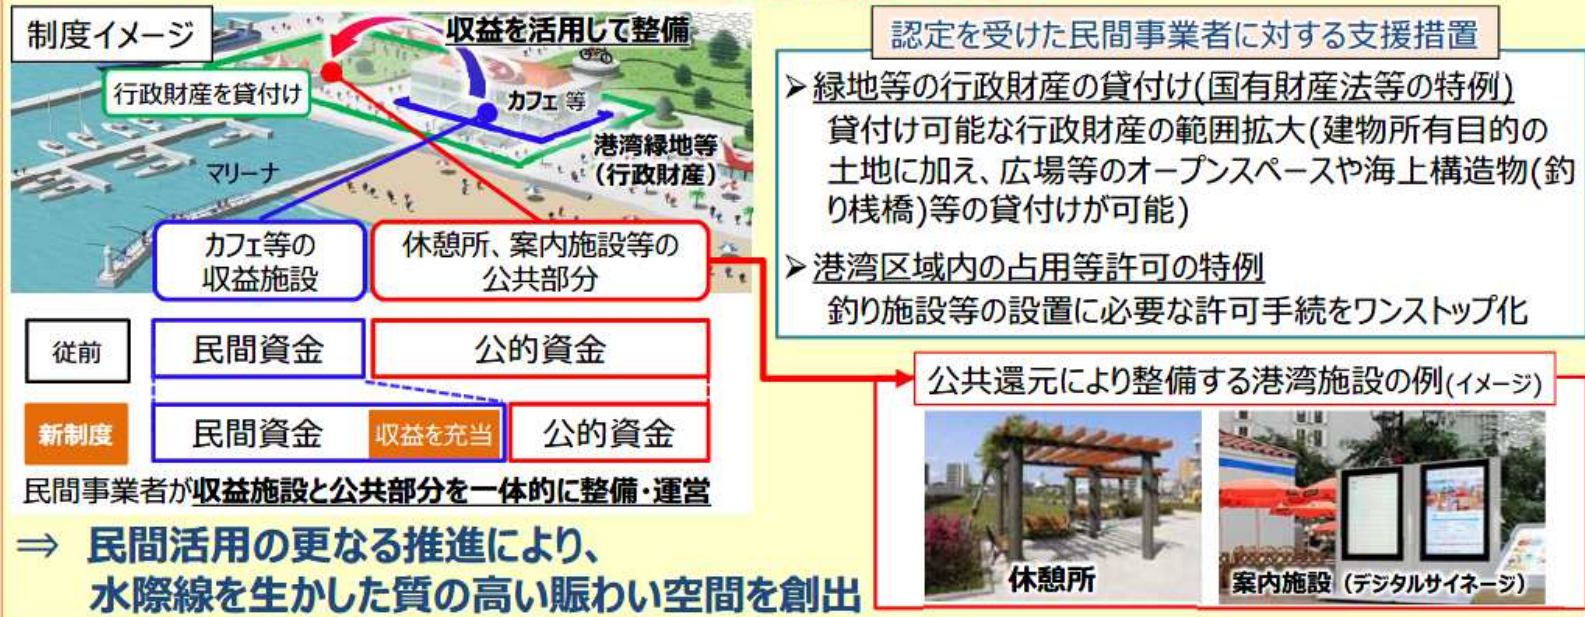 制度イメージ
収益を活用して整備
行政財産を貸付け
カフェ 等
港湾緑地等
(行政財産)
マリーナ
カフェ等の
収益施設
休憩所、案内施設等の
公共部分
従前
民間資金
公的資金
新制度
民間資金
収益を充当
公的資金
民間事業者が収益施設と公共部分を一体的に整備・運営
⇒ 民間活用の更なる推進により、
水際線を生かした質の高い賑わい空間を創出
認定を受けた民間事業者に対する支援措置
➢緑地等の行政財産の貸付け(国有財産法等の特例)
貸付け可能な行政財産の範囲拡大(建物所有目的の
土地に加え、広場等のオープンスペースや海上構造物(釣
り桟橋)等の貸付けが可能)
➢港湾区域内の占用等許可の特例
釣り施設等の設置に必要な許可手続をワンストップ化
公共還元により整備する港湾施設の例(イメージ)
休憩所
案内施設(デジタルサイネージ)